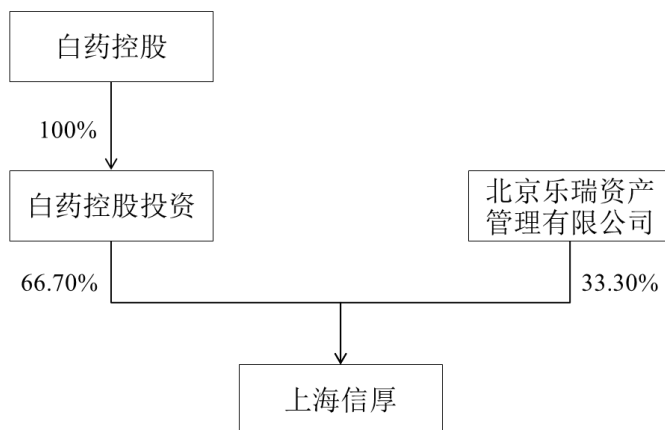 白药控股
100%
白药控股投资
北京乐瑞资产
管理有限公司
66.70%
33.30%
上海信厚